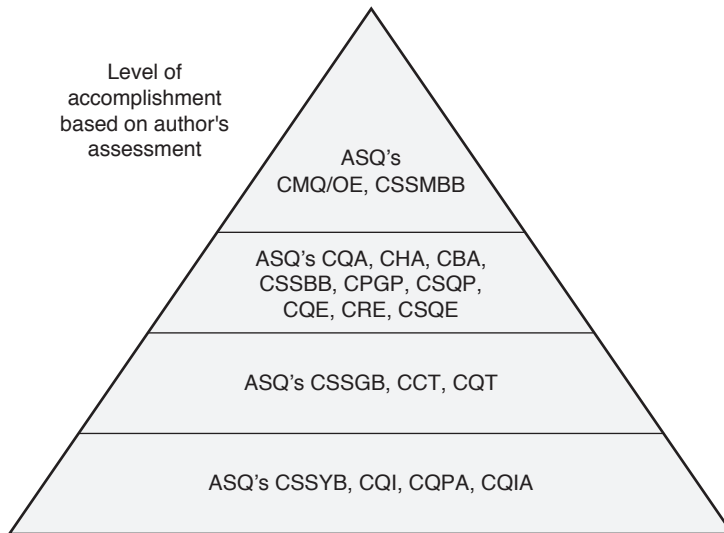 Level of
accomplishment
based on author's
assessment
ASQ's
CMQ/OE, CSSMBB
ASQ's CQA, CHA, CBA,
CSSBB, CPGP, CSQP,
CQE, CRE, CSQE
ASQ's CSSGB, CCT, CQT
ASQ's CSSYB, CQI, CQPA, CQIA